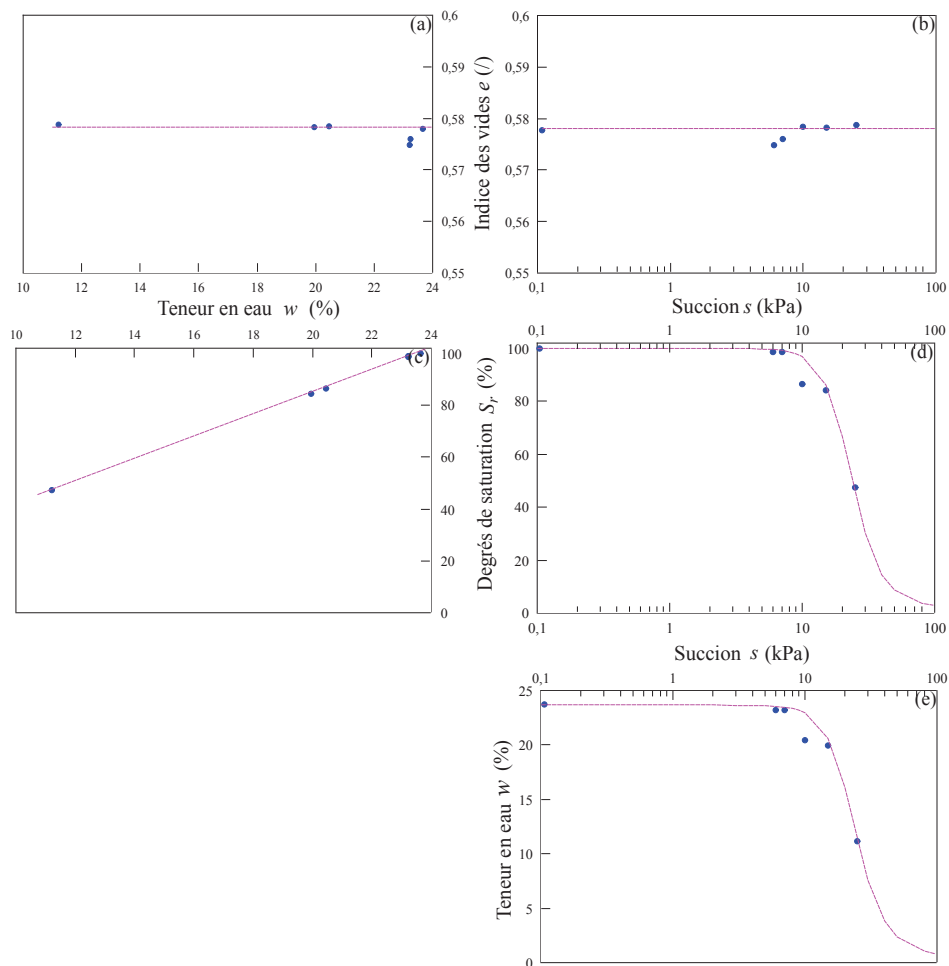 (a)
0,6
0,59
0,58
0,57
0,56
0,55
10 12 14 16 18 20 22 24
Teneur en eau w (%)
Indice des vides e (/)
(b)
0,6
0,59
0,58
0,57
0,56
0,55
0,1 1 10 100
Succion s (kPa)
10 12 14 16 18 20 22 24
(c)
100
80
60
40
20
0
Degrés de saturation Sr (%)
0,1 1 10 100
(d)
100
80
60
40
20
0
0,1 1 10 100
Succion s (kPa)
0,1 1 10 100
(e)
25
20
15
10
5
0
Teneur en eau w (%)